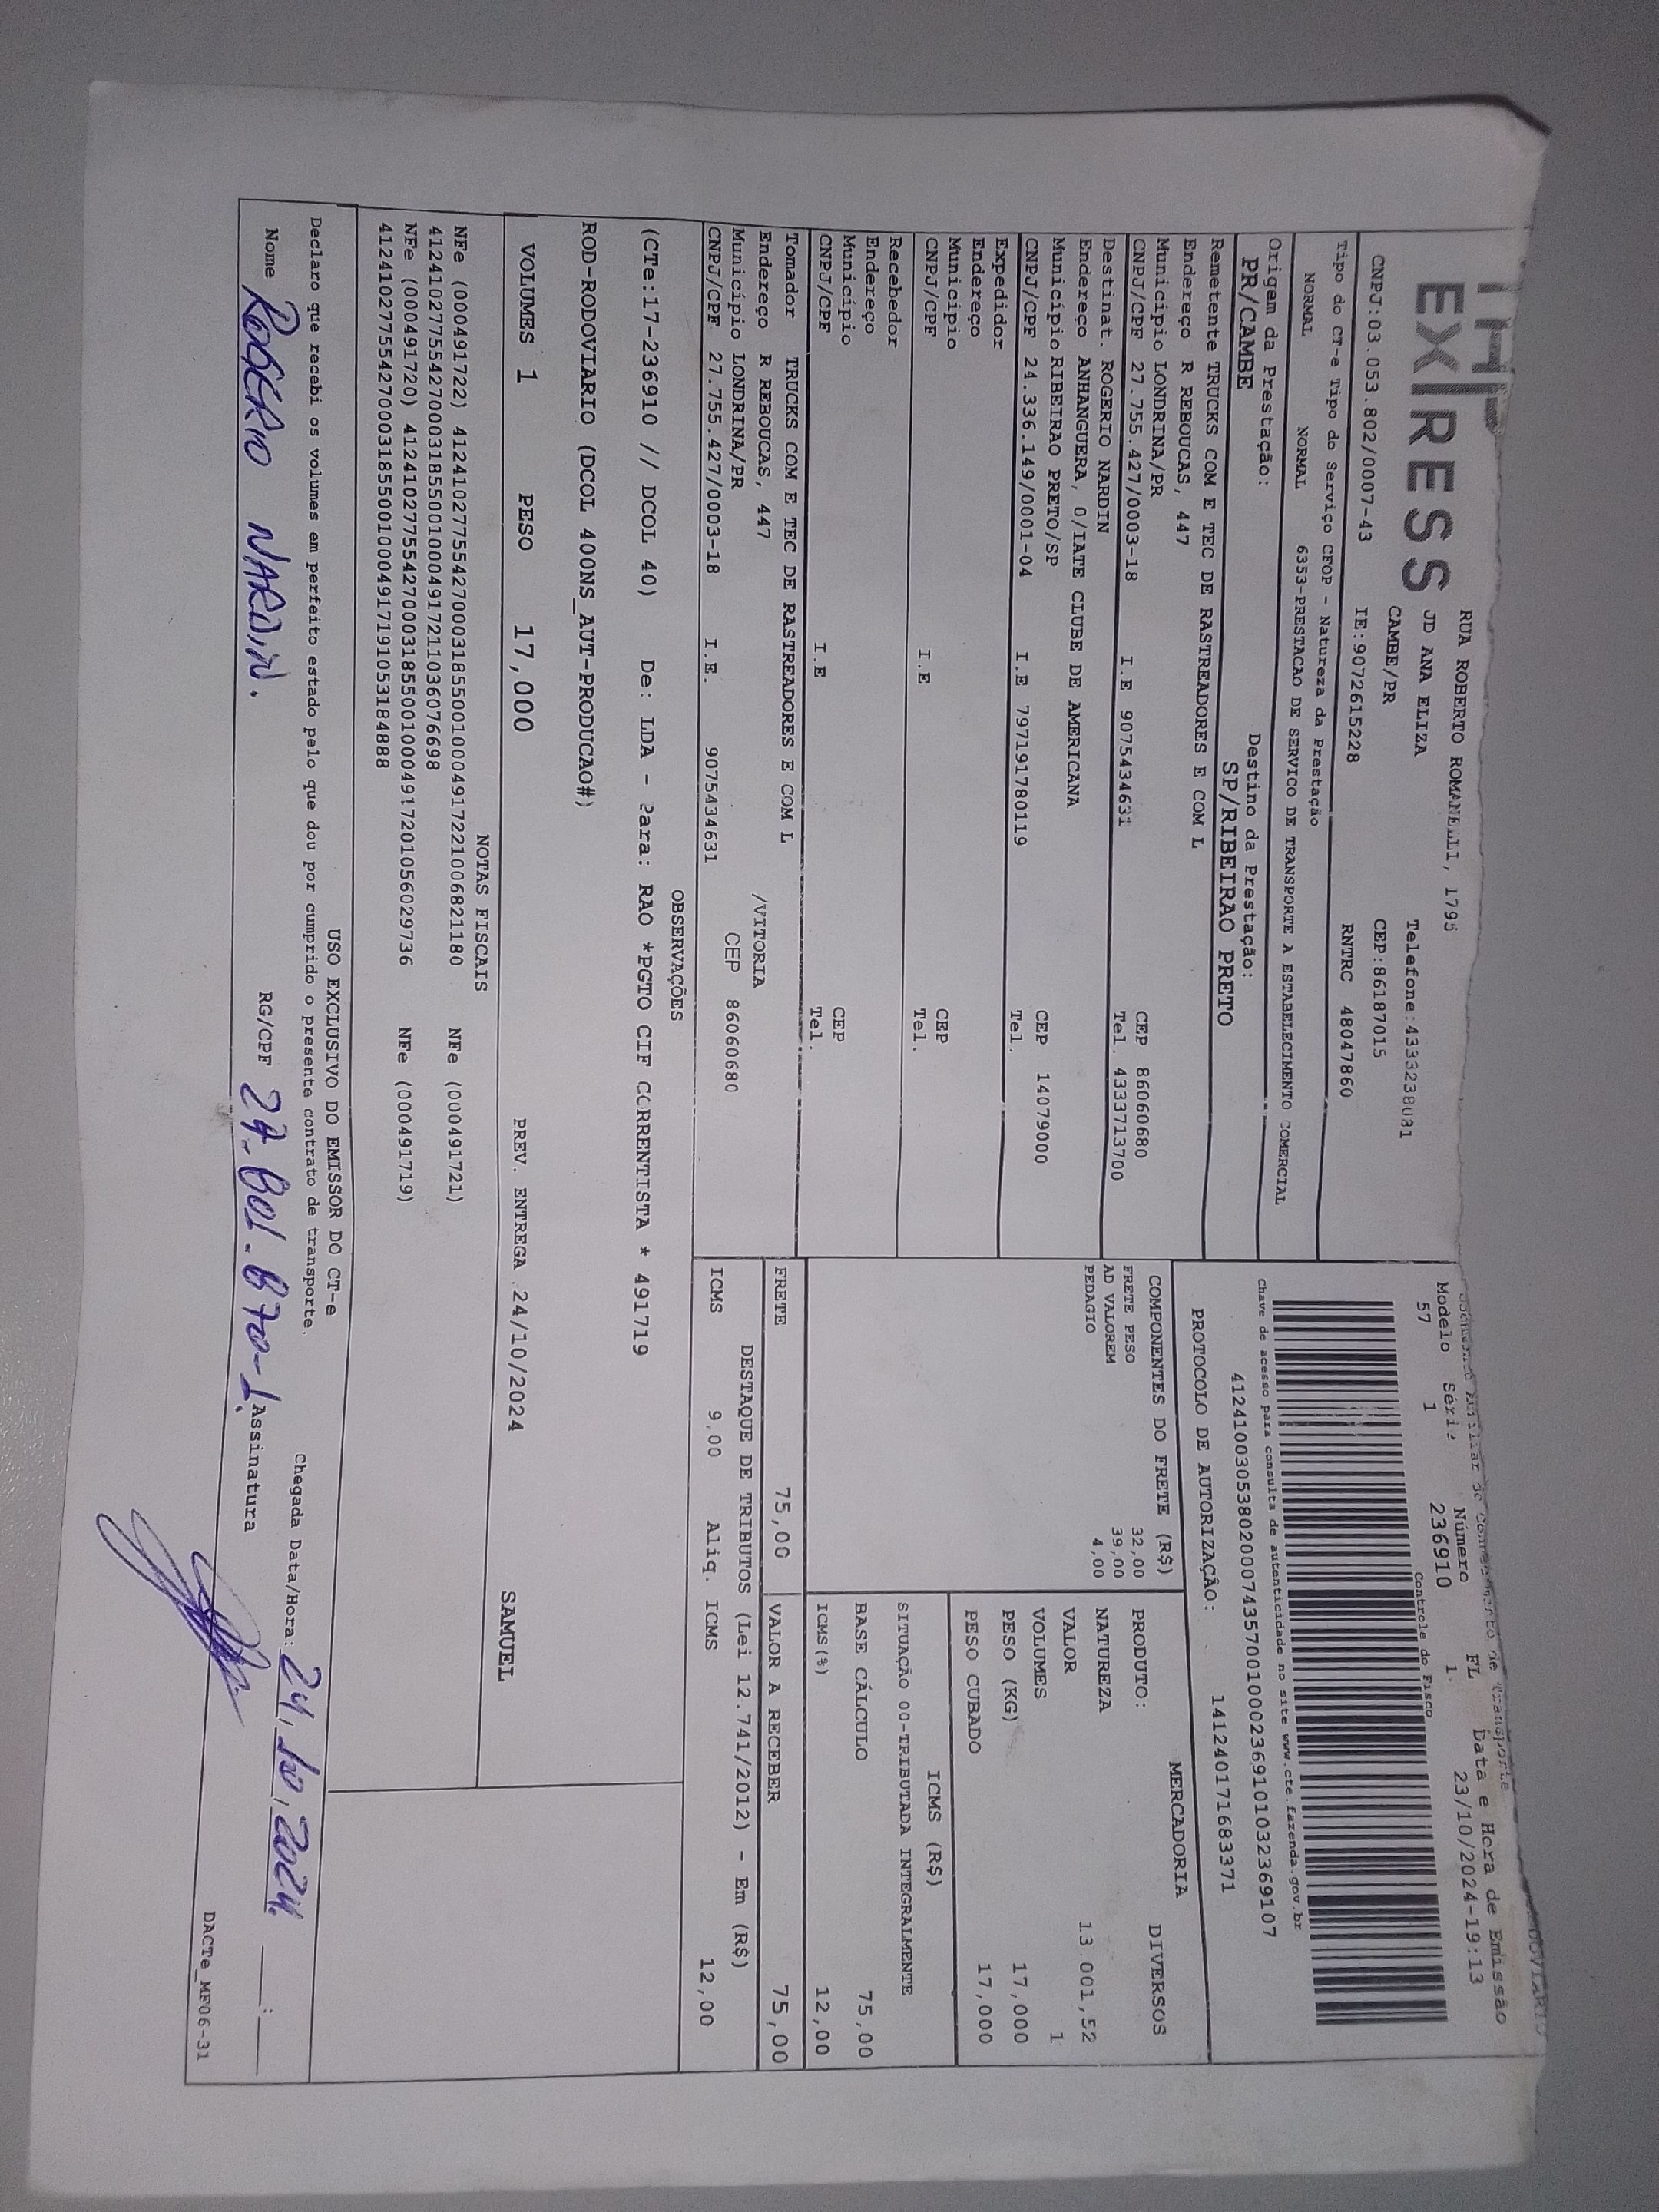 EX|RESS
RUA ROBERTO ROMANELLI, 1795
JD ANA ELIZA Telefone:4333238081
CAMBE/PR CEP:86187015
CNPJ:03.053.802/0007-43 IE:9072615228 RNTRC 48047860
Tipo do CT-e Tipo do Serviço CFOP - Natureza da Prestação
NORMAL NORMAL 6353-PRESTACAO DE SERVICO DE TRANSPORTE A ESTABELECIMENTO COMERCIAL
Origem da Prestação: Destino da Prestação:
PR/CAMBE SP/RIBEIRAO PRETO
Remetente TRUCKS COM E TEC DE RASTREADORES E COM L
Endereço R REBOUCAS, 447
Município LONDRINA/PR CEP 86060680
CNPJ/CPF 27.755.427/0003-18 I.E 9075434631 Tel. 4333713700
Destinat. ROGERIO NARDIN
Endereço ANHANGUERA, 0/IATE CLUBE DE AMERICANA
Município RIBEIRAO PRETO/SP CEP 14079000
CNPJ/CPF 24.336.149/0001-04 I.E 797191780119 Tel.
Expedidor
Endereço
Município CEP
CNPJ/CPF I.E Tel.
Recebedor
Endereço
Município CEP
CNPJ/CPF I.E Tel.
Tomador TRUCKS COM E TEC DE RASTREADORES E COM L
Endereço R REBOUCAS, 447 /VITORIA
Município LONDRINA/PR CEP 86060680
CNPJ/CPF 27.755.427/0003-18 I.E. 9075434631
Documento Auxiliar de Conhecimento de Transporte
Modelo Série Número FL Data e Hora de Emissão
57 1 236910 1 23/10/2024-19:13
Controle do Fisco
Chave de acesso para consulta de autenticidade no site www.cte.fazenda.gov.br
41241003053802000743570010002369101032369107
PROTOCOLO DE AUTORIZAÇÃO: 141240171683371
COMPONENTES DO FRETE (R$)
FRETE PESO 32,00
AD VALOREM 39,00
PEDAGIO 4,00
MERCADORIA
PRODUTO: DIVERSOS
NATUREZA
VALOR 13.001,52
VOLUMES 1
PESO (KG) 17,000
PESO CUBADO 17,000
ICMS (R$)
SITUAÇÃO 00-TRIBUTADA INTEGRALMENTE
BASE CÁLCULO 75,00
ICMS(%) 12,00
FRETE 75,00 VALOR A RECEBER 75,00
DESTAQUE DE TRIBUTOS (Lei 12.741/2012) - Em (R$)
ICMS 9,00 Aliq. ICMS 12,00
OBSERVAÇÕES
(CTe:17-236910 // DCOL 40) De: LDA - Para: RAO *PGTO CIF CORRENTISTA * 491719
ROD-RODOVIARIO (DCOL 400NS_AUT-PRODUCAO#)
VOLUMES 1 PESO 17,000 PREV. ENTREGA 24/10/2024 SAMUEL
NOTAS FISCAIS
NFe (000491722) 41241027755427000318550010004917221006821180 NFe (000491721)
41241027755427000318550010004917211036076698
NFe (000491720) 41241027755427000318550010004917201056029736 NFe (000491719)
41241027755427000318550010004917191053184888
USO EXCLUSIVO DO EMISSOR DO CT-e
Declaro que recebi os volumes em perfeito estado pelo que dou por cumprido o presente contrato de transporte. Chegada Data/Hora: 24,10,2024. __:__
Nome ROGERIO NARDIN. RG/CPF Assinatura
DACTe_MF06-31